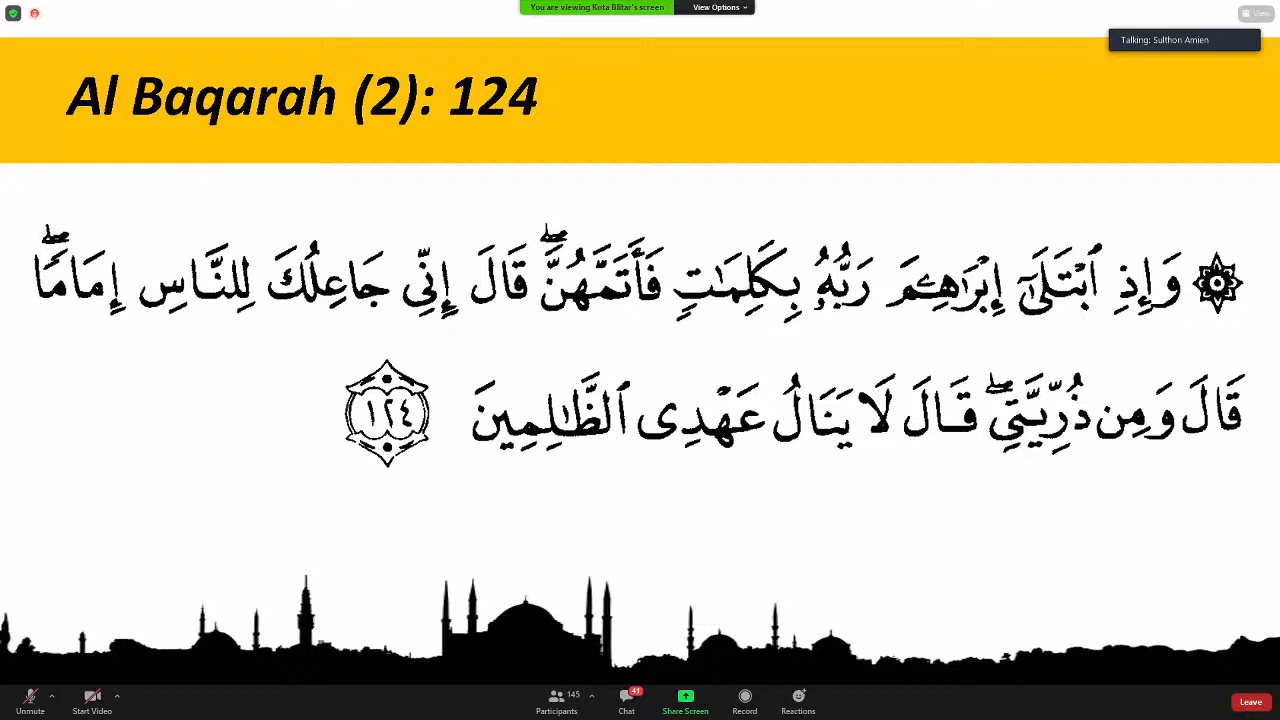 You are viewing Kota Blitar's screen View Options
View
Talking: Sulthon Amien
Al Baqarah (2): 124
۞ وَإِذِ ٱبْتَلَىٰٓ إِبْرَٰهِـۧمَ رَبُّهُۥ بِكَلِمَـٰتٍ فَأَتَمَّهُنَّ ۖ قَالَ إِنِّى جَاعِلُكَ لِلنَّاسِ إِمَامًا ۖ
قَالَ وَمِن ذُرِّيَّتِى ۖ قَالَ لَا يَنَالُ عَهْدِى ٱلظَّـٰلِمِينَ ١٢٤
Unmute Start Video 145 Participants 41 Chat Share Screen Record Reactions Leave